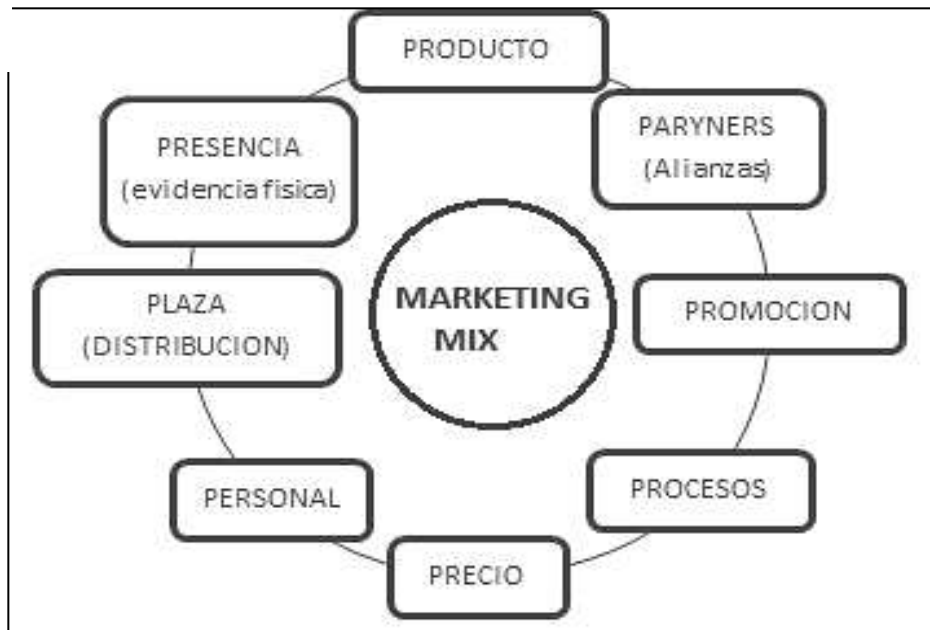 PRODUCTO
PARYNERS
(Alianzas)
PROMOCION
PROCESOS
PRECIO
PERSONAL
PLAZA
(DISTRIBUCION)
PRESENCIA
(evidencia fisica)
MARKETING
MIX